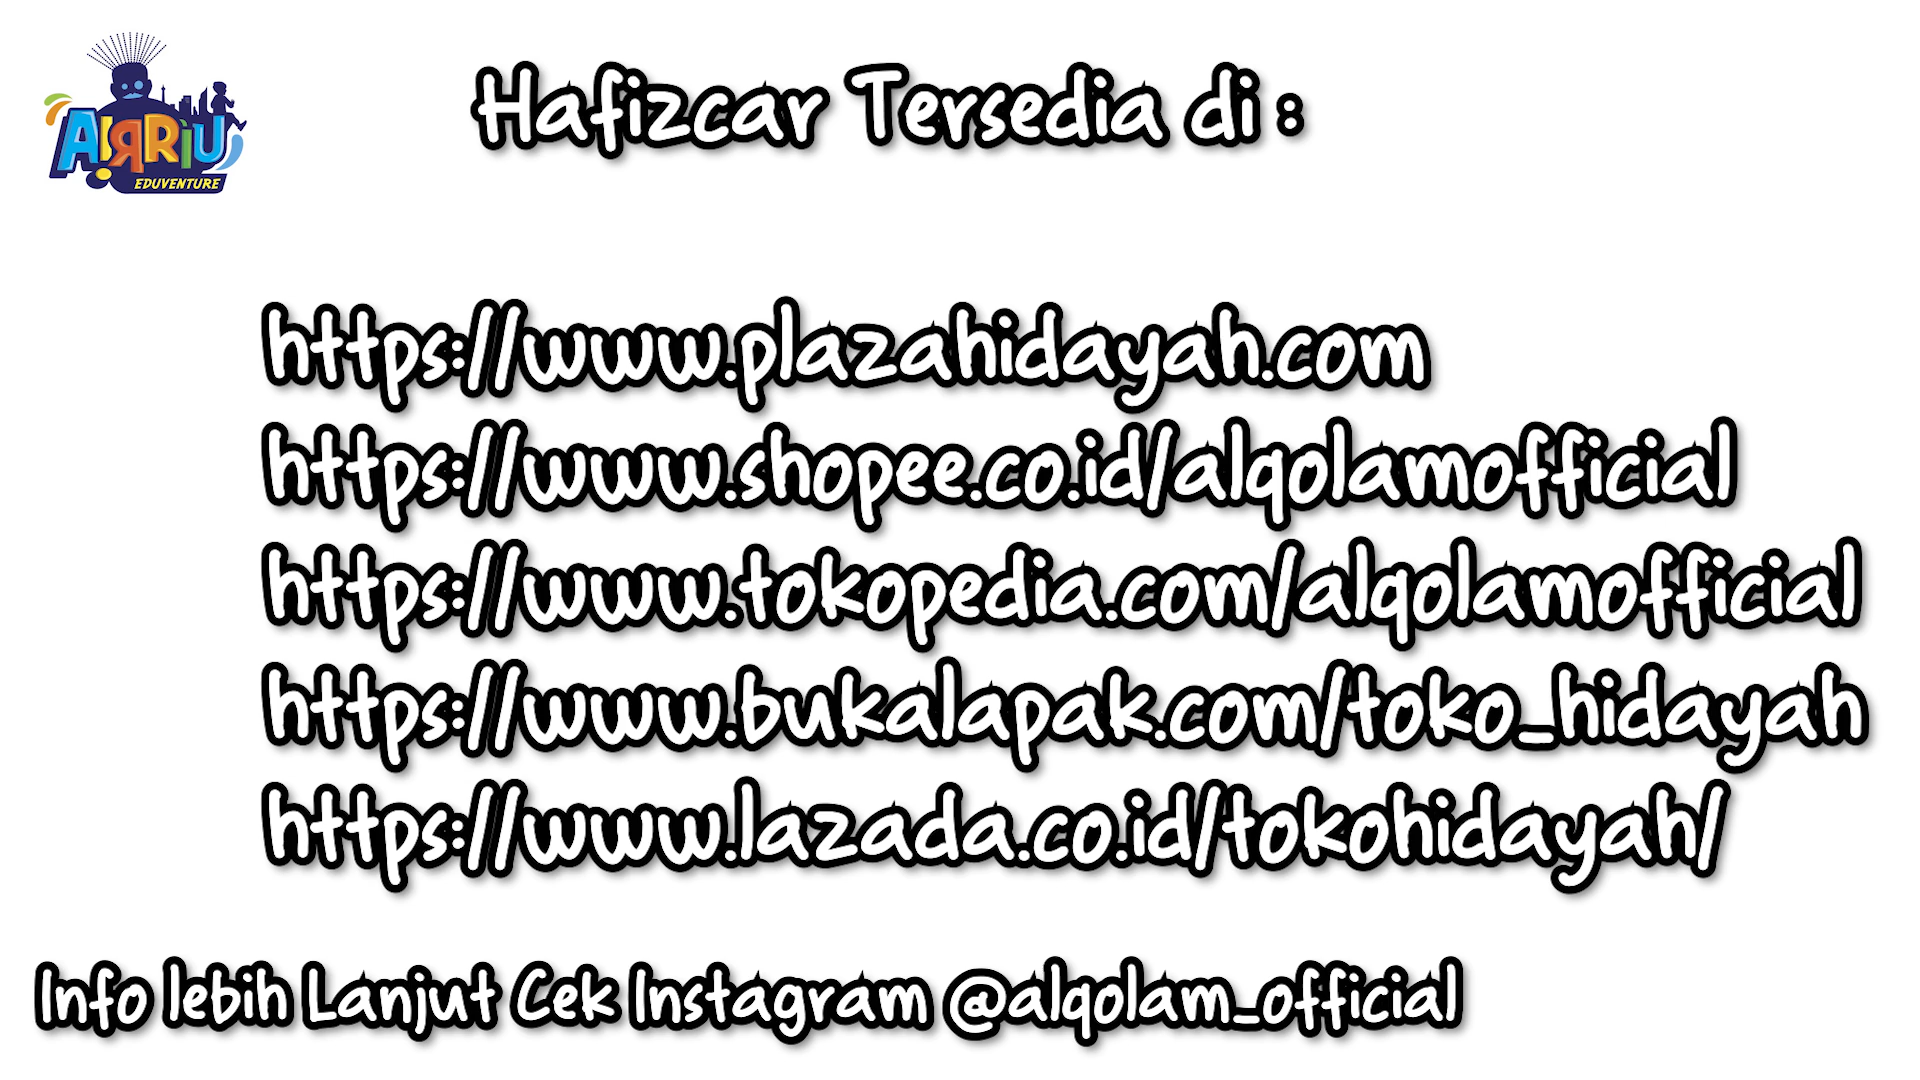 AIRRIU
EDUVENTURE
Hafizcar Tersedia di :
https://www.plazahidayah.com
https://www.shopee.co.id/alqolamofficial
https://www.tokopedia.com/alqolamofficial
https://www.bukalapak.com/toko_hidayah
https://www.lazada.co.id/tokohidayah/
Info lebih Lanjut Cek Instagram @alqolam_official